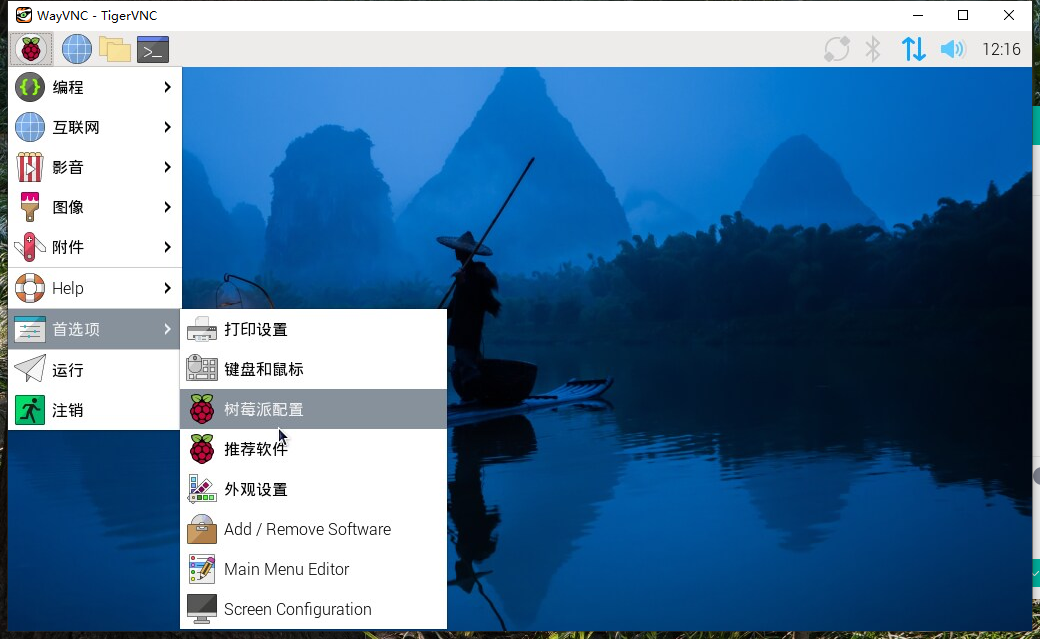 WayVNC - TigerVNC
12:16
编程
互联网
影音
图像
附件
Help
首选项
运行
注销
打印设置
键盘和鼠标
树莓派配置
推荐软件
外观设置
Add / Remove Software
Main Menu Editor
Screen Configuration